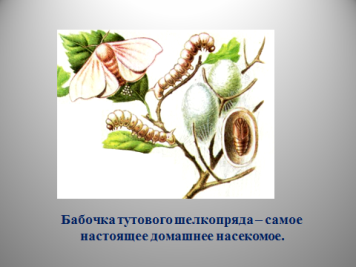 Бабочка тутового шелкопряда – самое
настоящее домашнее насекомое.